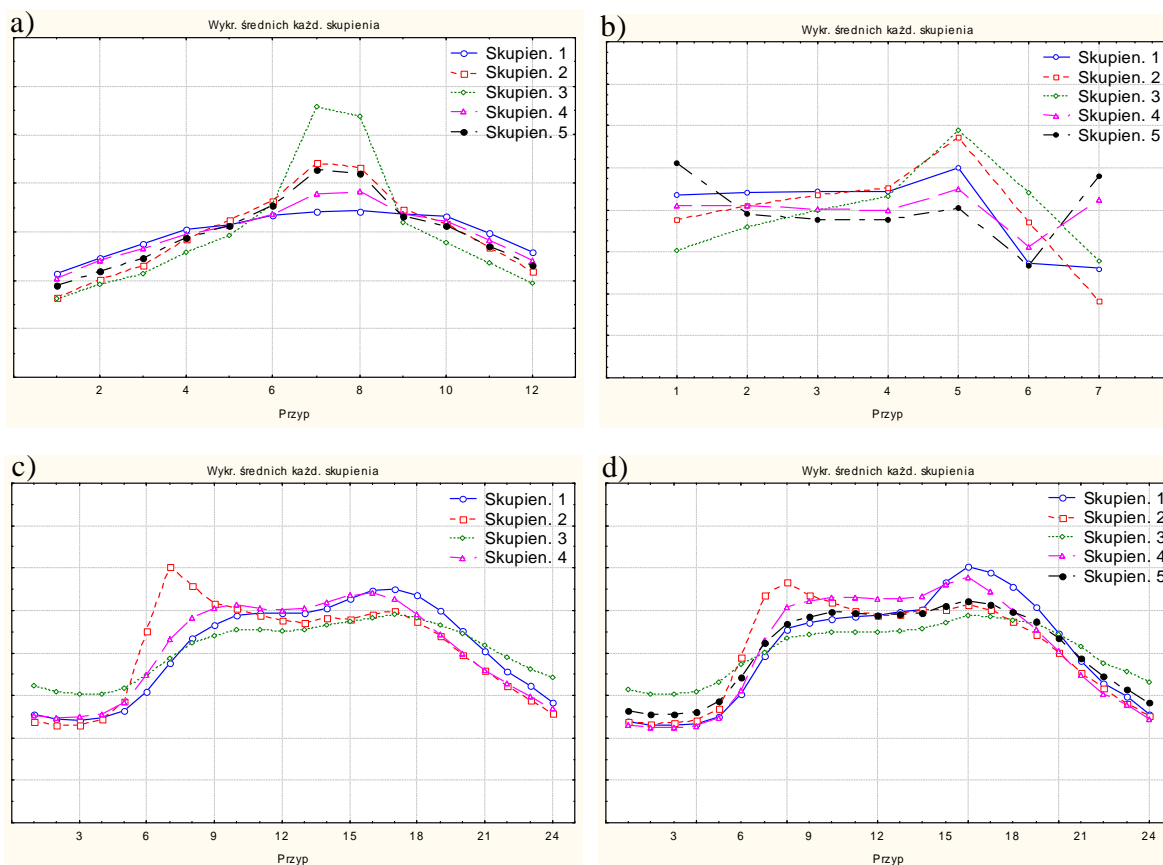 a)
Wykr. średnich każd. skupienia
Skupien. 1
Skupien. 2
Skupien. 3
Skupien. 4
Skupien. 5
2 4 6 8 10 12
Przyp
b)
Wykr. średnich każd. skupienia
Skupien. 1
Skupien. 2
Skupien. 3
Skupien. 4
Skupien. 5
1 2 3 4 5 6 7
Przyp
c)
Wykr. średnich każd. skupienia
Skupien. 1
Skupien. 2
Skupien. 3
Skupien. 4
3 6 9 12 15 18 21 24
Przyp
d)
Wykr. średnich każd. skupienia
Skupien. 1
Skupien. 2
Skupien. 3
Skupien. 4
Skupien. 5
3 6 9 12 15 18 21 24
Przyp